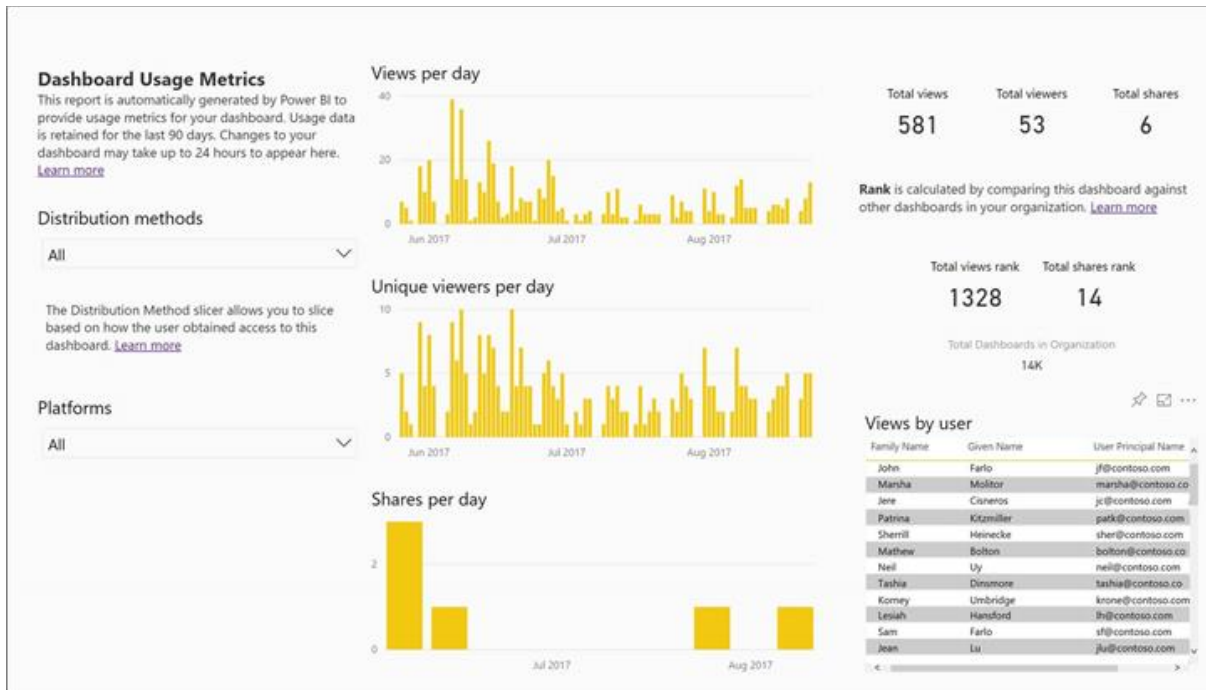 Dashboard Usage Metrics
This report is automatically generated by Power BI to
provide usage metrics for your dashboard. Usage data
is retained for the last 90 days. Changes to your
dashboard may take up to 24 hours to appear here.
Learn more
Distribution methods
All
The Distribution Method slicer allows you to slice
based on how the user obtained access to this
dashboard. Learn more
Platforms
All
Views per day
40
20
0
Jun 2017 Jul 2017 Aug 2017
Unique viewers per day
10
5
0
Jun 2017 Jul 2017 Aug 2017
Shares per day
2
0
Jul 2017 Aug 2017
Total views Total viewers Total shares
581 53 6
Rank is calculated by comparing this dashboard against
other dashboards in your organization. Learn more
Total views rank Total shares rank
1328 14
Total Dashboards in Organization
14K
Views by user
Family Name Given Name User Principal Name
John Farlo jf@contoso.com
Marsha Molitor marsha@contoso.co
Jere Cisneros jc@contoso.com
Patrina Kitzmiller patk@contoso.com
Sherrill Heinecke sher@contoso.com
Mathew Bolton bolton@contoso.co
Neil Uy neil@contoso.com
Tashia Dinsmore tashia@contoso.co
Korney Umbridge krone@contoso.com
Lesiah Hansford lh@contoso.com
Sam Farlo sf@contoso.com
Jean Lu jlu@contoso.com